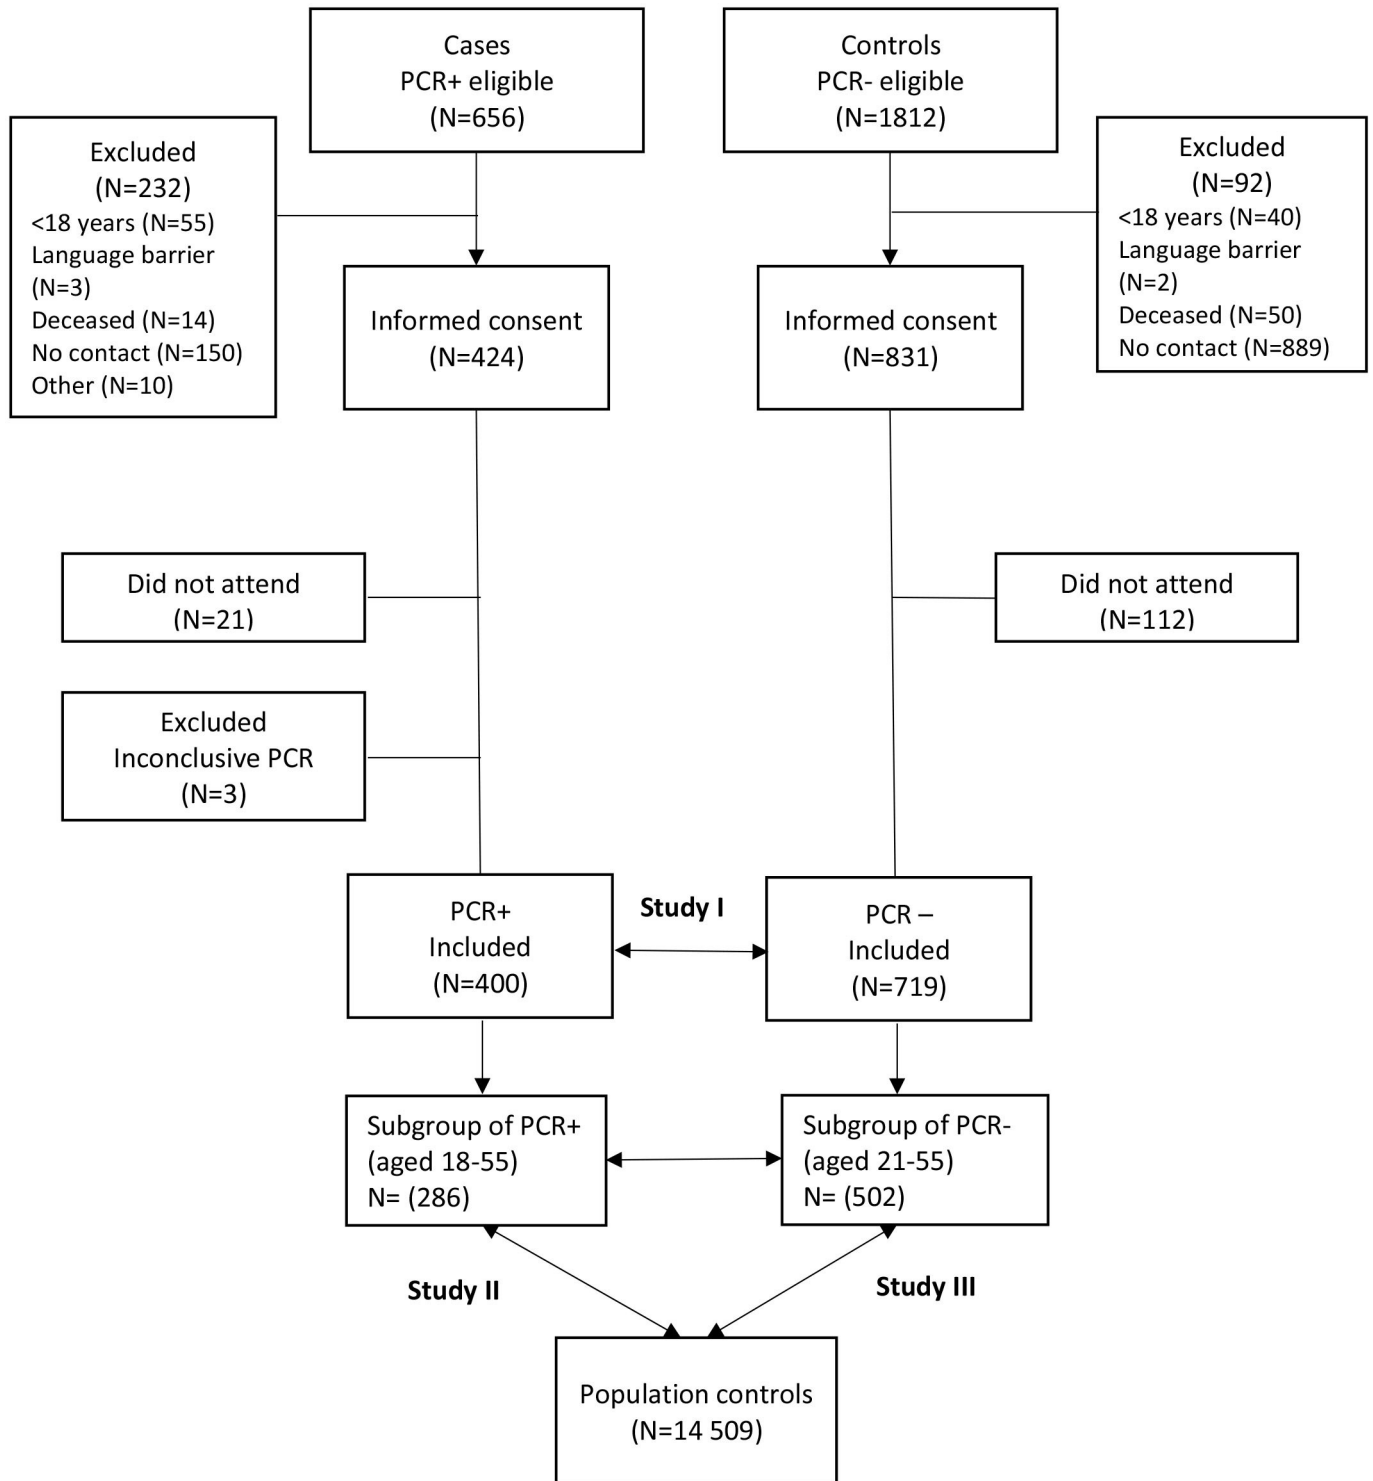 Cases
PCR+ eligible
(N=656)
Controls
PCR- eligible
(N=1812)
Excluded
(N=232)
<18 years (N=55)
Language barrier
(N=3)
Deceased (N=14)
No contact (N=150)
Other (N=10)
Excluded
(N=92)
<18 years (N=40)
Language barrier
(N=2)
Deceased (N=50)
No contact (N=889)
Informed consent
(N=424)
Informed consent
(N=831)
Did not attend
(N=21)
Did not attend
(N=112)
Excluded
Inconclusive PCR
(N=3)
PCR+
Included
(N=400)
Study I
PCR –
Included
(N=719)
Subgroup of PCR+
(aged 18-55)
N= (286)
Subgroup of PCR-
(aged 21-55)
N= (502)
Study II
Study III
Population controls
(N=14 509)